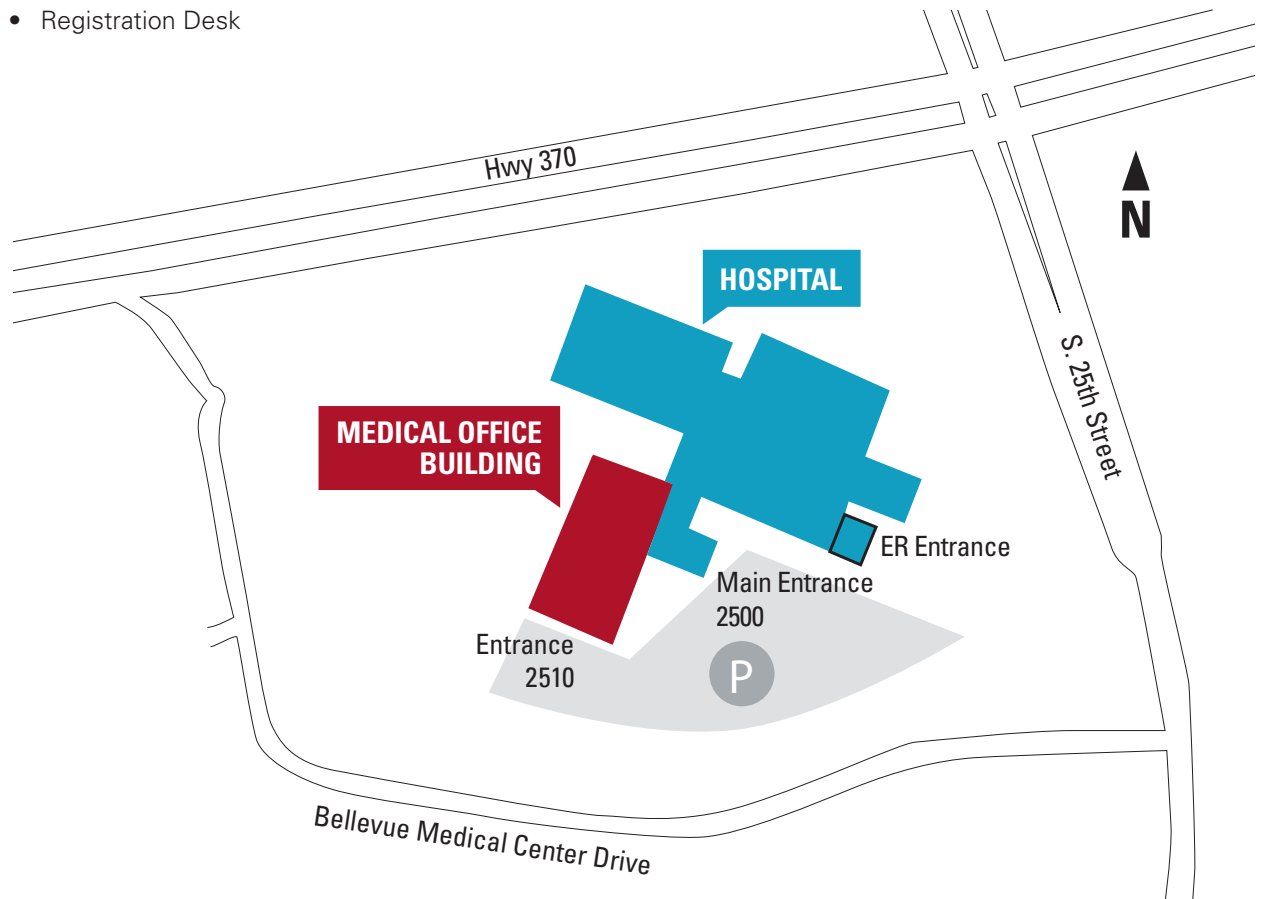 • Registration Desk
Hwy 370
N
HOSPITAL
S. 25th Street
MEDICAL OFFICE
BUILDING
ER Entrance
Main Entrance
2500
Entrance
2510
P
Bellevue Medical Center Drive